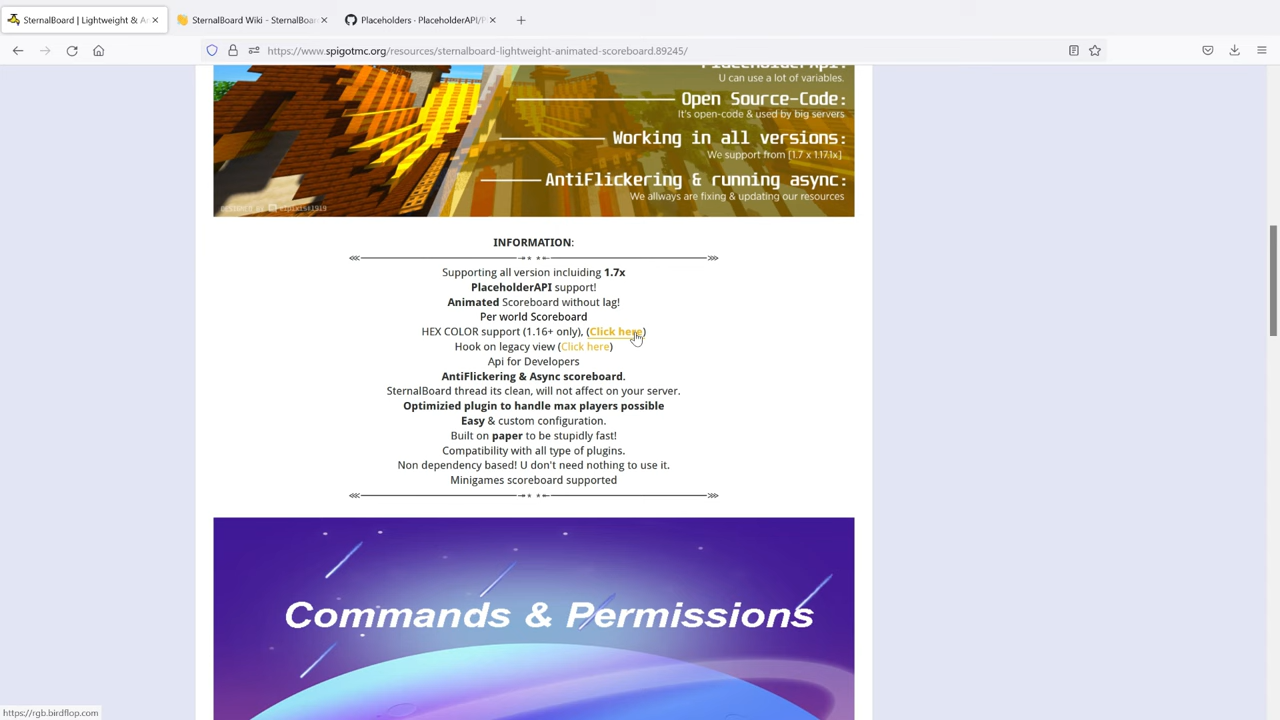 SternalBoard | Lightweight & A
SternalBoard Wiki - SternalBoar
Placeholders · PlaceholderAPI/P
https://www.spigotmc.org/resources/sternalboard-lightweight-animated-scoreboard.89245/
PlaceholderApi:
U can use a lot of variables.
Open Source-Code:
It's open-code & used by big servers
Working in all versions:
We support from [1.7 x 1.17.1x]
AntiFlickering & running async:
We allways are fixing & updating our resources
INFORMATION:
Supporting all version incluiding 1.7x
PlaceholderAPI support!
Animated Scoreboard without lag!
Per world Scoreboard
HEX COLOR support (1.16+ only), (Click here)
Hook on legacy view (Click here)
Api for Developers
AntiFlickering & Async scoreboard.
SternalBoard thread its clean, will not affect on your server.
Optimizied plugin to handle max players possible
Easy & custom configuration.
Built on paper to be stupidly fast!
Compatibility with all type of plugins.
Non dependency based! U don't need nothing to use it.
Minigames scoreboard supported
Commands & Permissions
https://rgb.birdflop.com